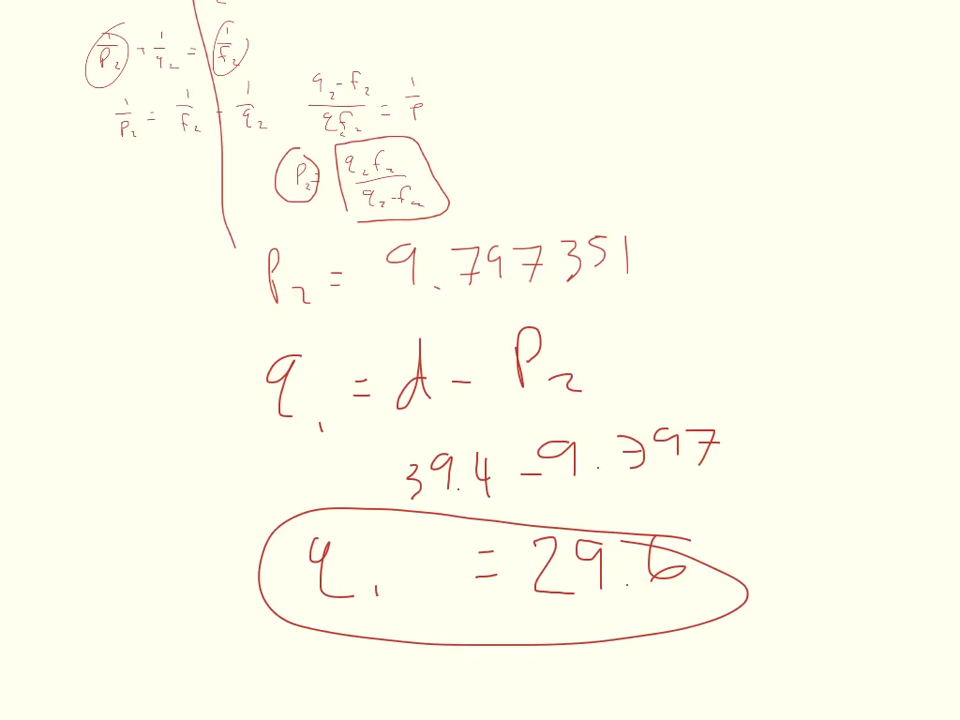 1/P₂ + 1/q₂ = 1/f₂
1/P₂ = 1/f₂ - 1/q₂
q₂-f₂/qf₂ = 1/P
P₂= q₂f₂/q₂-f₂
P₂ = 9.797351
q₁ = d - P₂
39.4 - 9.797
q₁ = 29.6